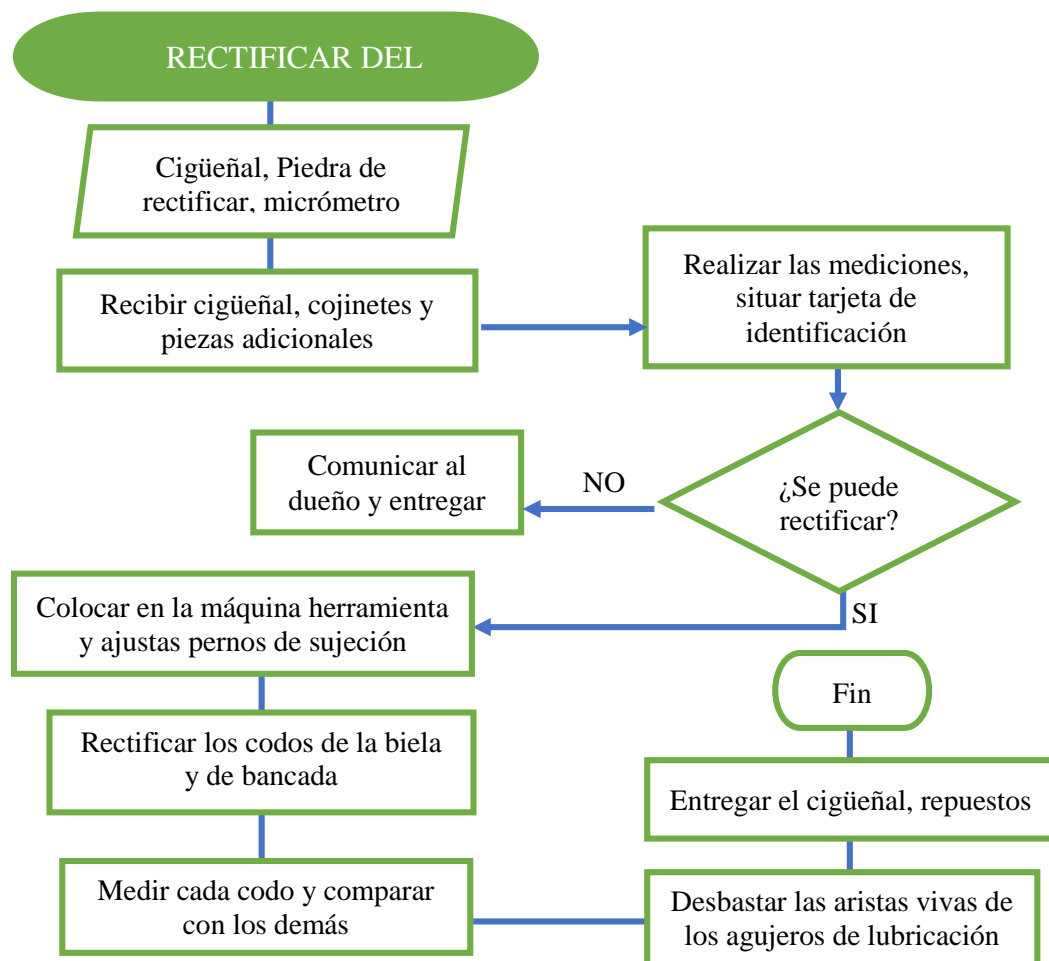 RECTIFICAR DEL
Cigüeñal, Piedra de
rectificar, micrómetro
Recibir cigüeñal, cojinetes y
piezas adicionales
Realizar las mediciones,
situar tarjeta de
identificación
¿Se puede
rectificar?
NO
Comunicar al
dueño y entregar
SI
Colocar en la máquina herramienta
y ajustas pernos de sujeción
Rectificar los codos de la biela
y de bancada
Medir cada codo y comparar
con los demás
Desbastar las aristas vivas de
los agujeros de lubricación
Entregar el cigüeñal, repuestos
Fin